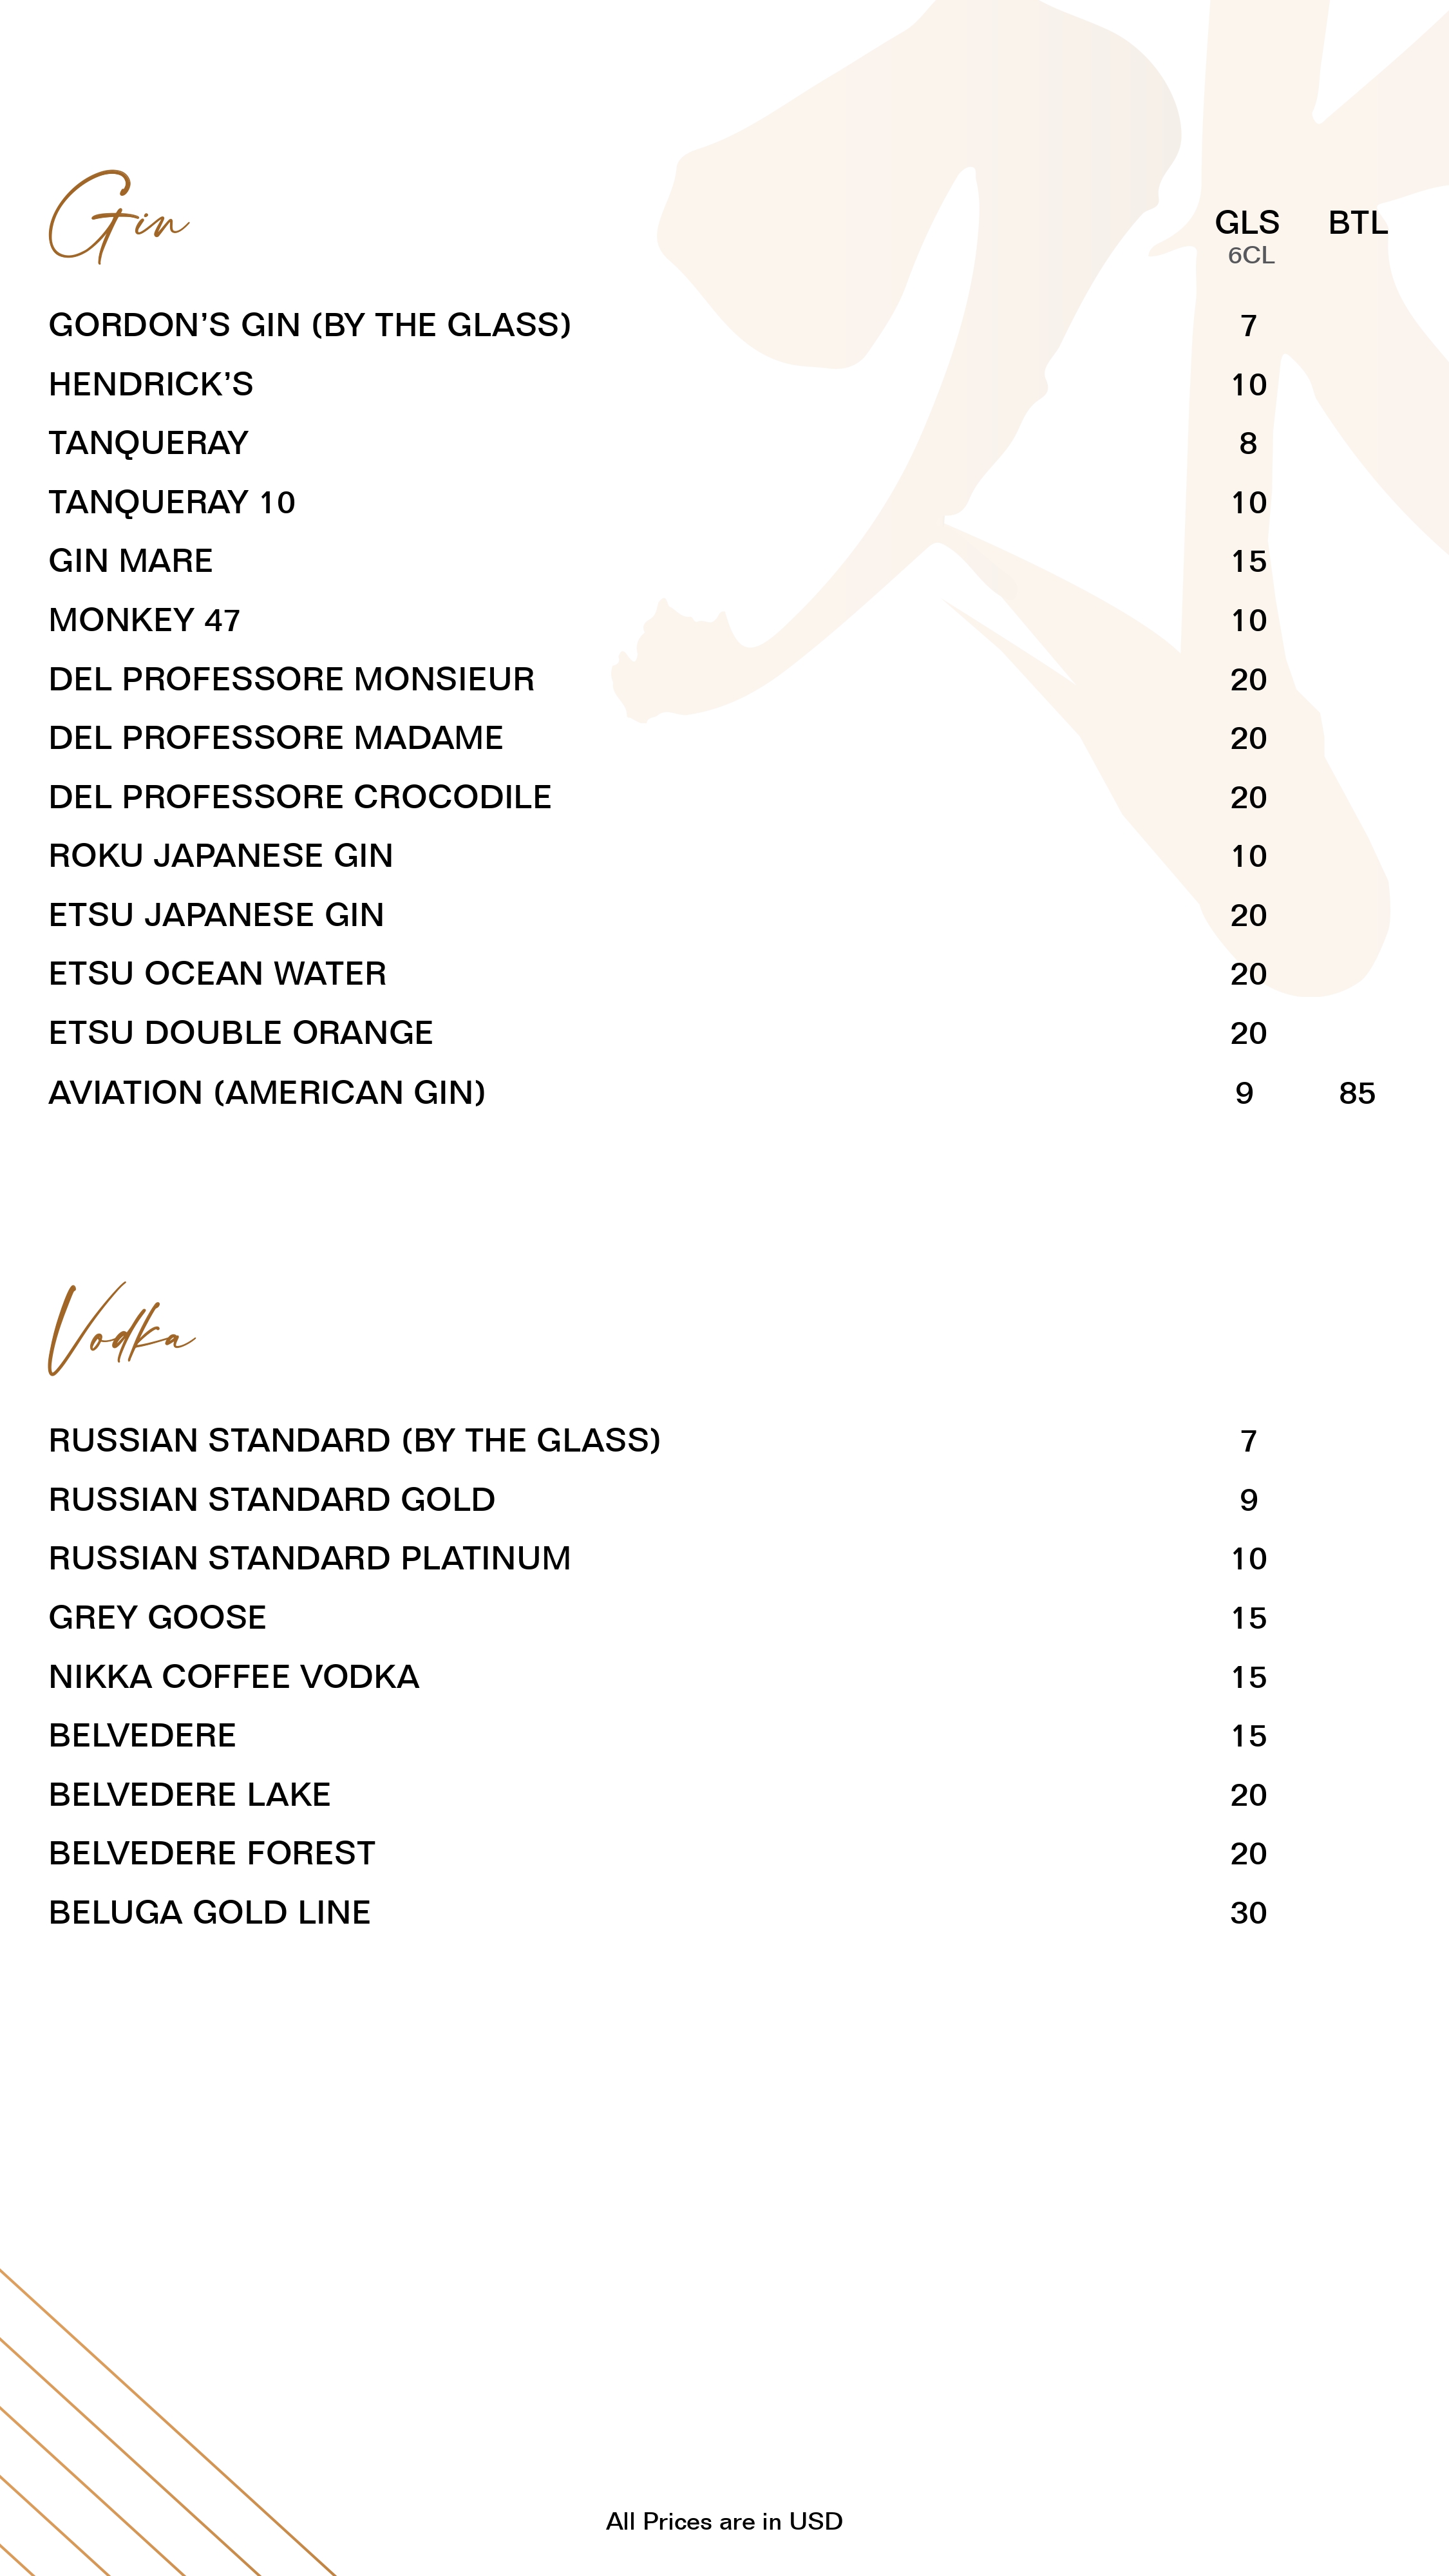 Gin
GLS BTL
6CL
GORDON’S GIN (BY THE GLASS) 7
HENDRICK’S 10
TANQUERAY 8
TANQUERAY 10 10
GIN MARE 15
MONKEY 47 10
DEL PROFESSORE MONSIEUR 20
DEL PROFESSORE MADAME 20
DEL PROFESSORE CROCODILE 20
ROKU JAPANESE GIN 10
ETSU JAPANESE GIN 20
ETSU OCEAN WATER 20
ETSU DOUBLE ORANGE 20
AVIATION (AMERICAN GIN) 9 85
Vodka
RUSSIAN STANDARD (BY THE GLASS) 7
RUSSIAN STANDARD GOLD 9
RUSSIAN STANDARD PLATINUM 10
GREY GOOSE 15
NIKKA COFFEE VODKA 15
BELVEDERE 15
BELVEDERE LAKE 20
BELVEDERE FOREST 20
BELUGA GOLD LINE 30
All Prices are in USD